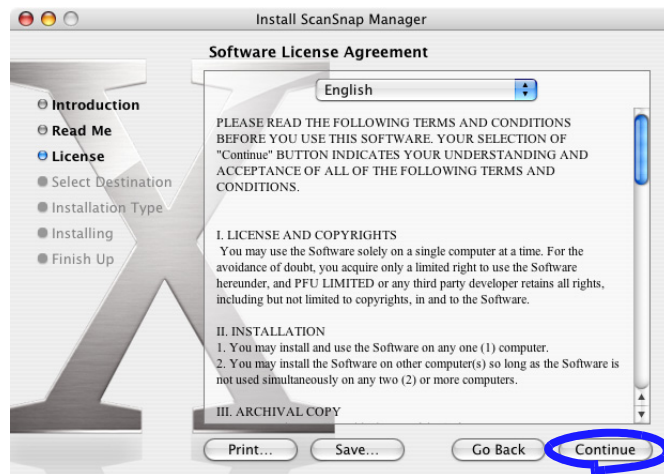 Install ScanSnap Manager
Software License Agreement
Introduction
Read Me
License
Select Destination
Installation Type
Installing
Finish Up
English
PLEASE READ THE FOLLOWING TERMS AND CONDITIONS
BEFORE YOU USE THIS SOFTWARE. YOUR SELECTION OF
"Continue" BUTTON INDICATES YOUR UNDERSTANDING AND
ACCEPTANCE OF ALL OF THE FOLLOWING TERMS AND
CONDITIONS.
I. LICENSE AND COPYRIGHTS
You may use the Software solely on a single computer at a time. For the
avoidance of doubt, you acquire only a limited right to use the Software
hereunder, and PFU LIMITED or any third party developer retains all rights,
including but not limited to copyrights, in and to the Software.
II. INSTALLATION
1. You may install and use the Software on any one (1) computer.
2. You may install the Software on other computer(s) so long as the Software is
not used simultaneously on any two (2) or more computers.
III. ARCHIVAL COPY
Print...
Save...
Go Back
Continue